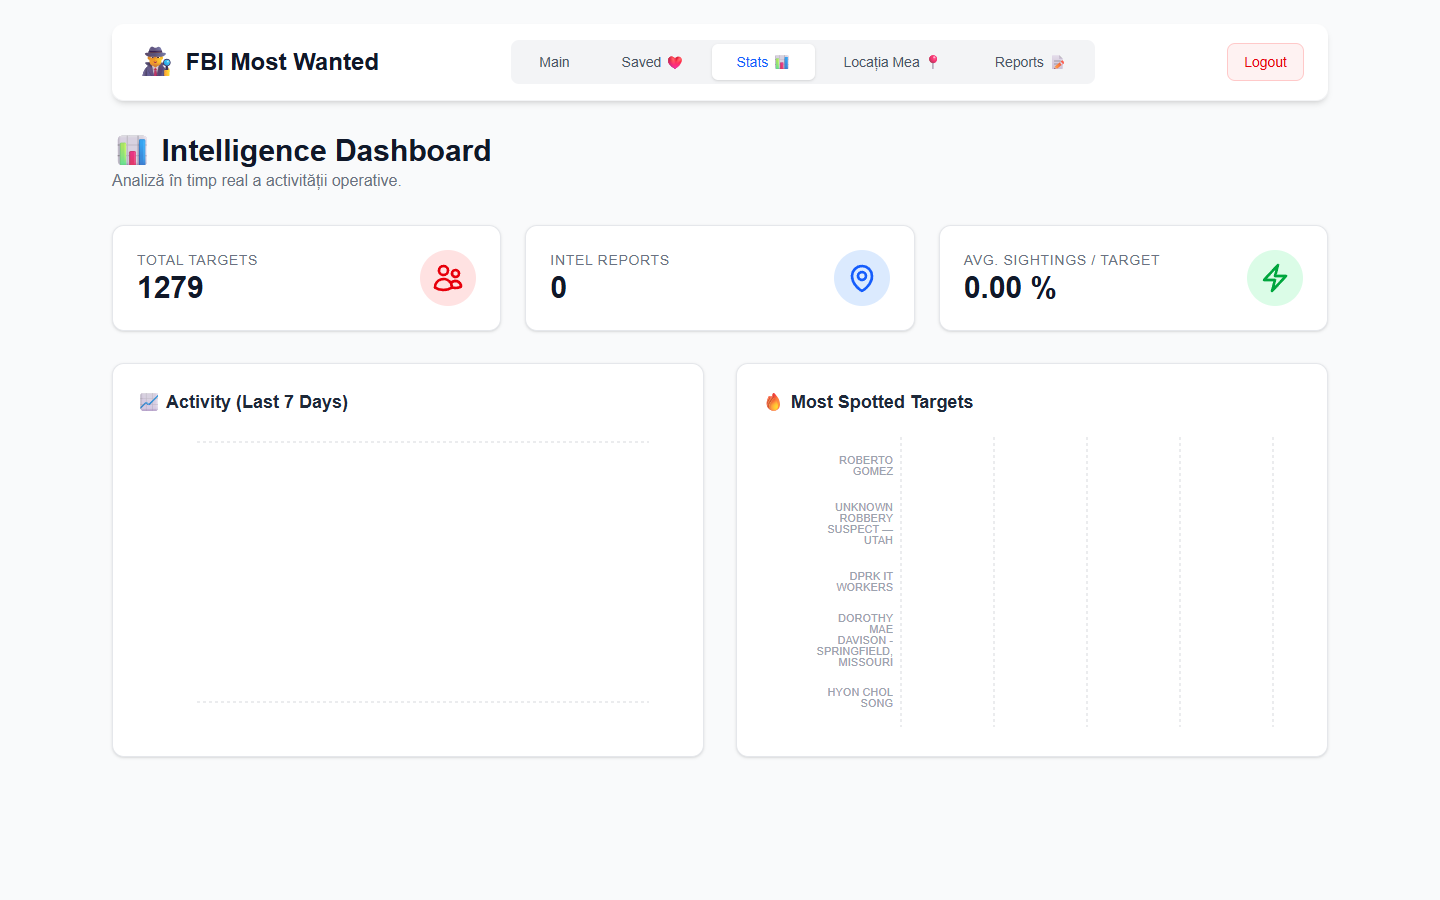 FBI Most Wanted
Main
Saved
Stats
Locația Mea
Reports
Logout
Intelligence Dashboard
Analiză în timp real a activității operative.
TOTAL TARGETS
1279
INTEL REPORTS
0
AVG. SIGHTINGS / TARGET
0.00 %
Activity (Last 7 Days)
Most Spotted Targets
ROBERTO
GOMEZ
UNKNOWN
ROBBERY
SUSPECT —
UTAH
DPRK IT
WORKERS
DOROTHY
MAE
DAVISON -
SPRINGFIELD,
MISSOURI
HYON CHOL
SONG